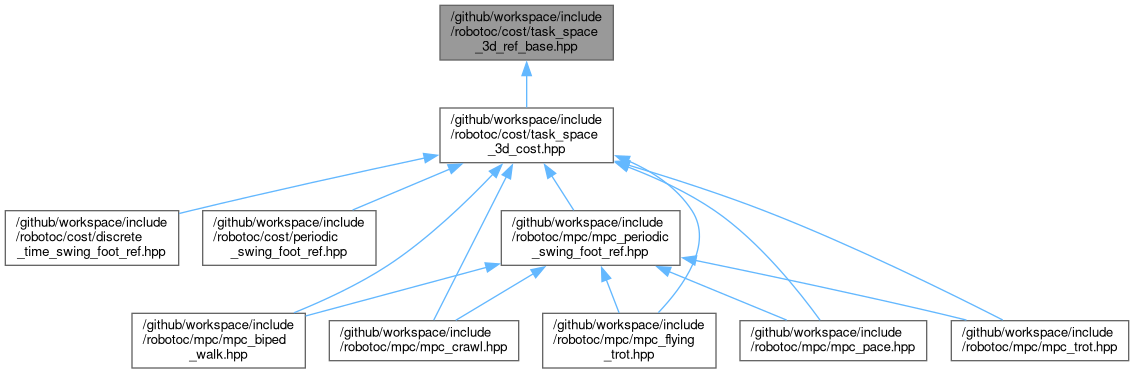 /github/workspace/include
/robotoc/cost/task_space
_3d_ref_base.hpp
/github/workspace/include
/robotoc/cost/task_space
_3d_cost.hpp
/github/workspace/include
/robotoc/cost/discrete
_time_swing_foot_ref.hpp
/github/workspace/include
/robotoc/cost/periodic
_swing_foot_ref.hpp
/github/workspace/include
/robotoc/mpc/mpc_periodic
_swing_foot_ref.hpp
/github/workspace/include
/robotoc/mpc/mpc_biped
_walk.hpp
/github/workspace/include
/robotoc/mpc/mpc_crawl.hpp
/github/workspace/include
/robotoc/mpc/mpc_flying
_trot.hpp
/github/workspace/include
/robotoc/mpc/mpc_pace.hpp
/github/workspace/include
/robotoc/mpc/mpc_trot.hpp